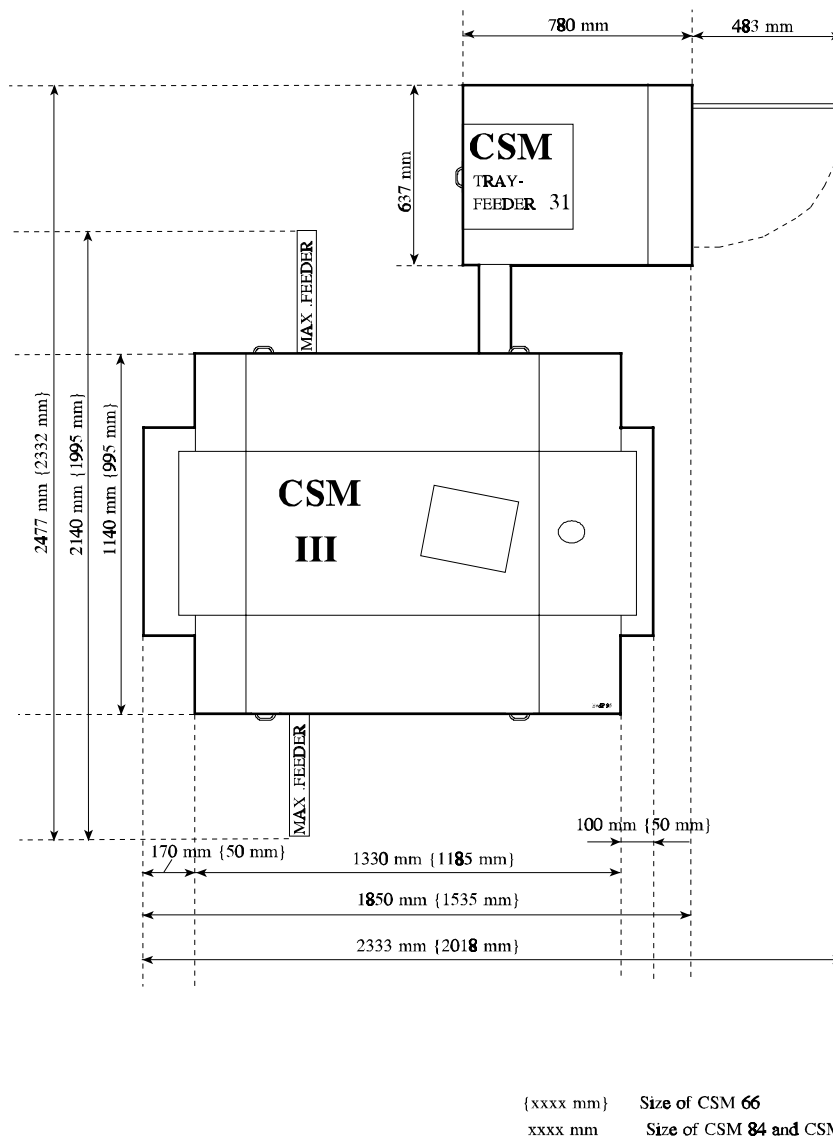 780 mm
483 mm
637 mm
CSM
TRAY-
FEEDER 31
MAX .FEEDER
2477 mm {2332 mm}
2140 mm {1995 mm}
1140 mm {995 mm}
CSM
III
MAX .FEEDER
100 mm {50 mm}
170 mm {50 mm}
1330 mm {1185 mm}
1850 mm {1535 mm}
2333 mm {2018 mm}
{xxxx mm} Size of CSM 66
xxxx mm Size of CSM 84 and CSM